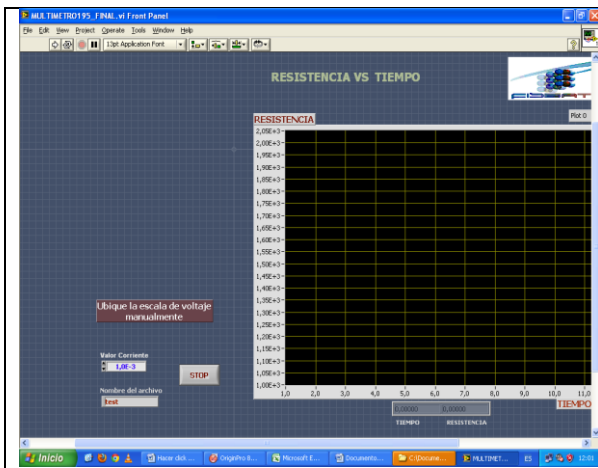 MULTIMETRO195_FINAL.vi Front Panel
File Edit View Project Operate Tools Window Help
13pt Application Font
RESISTENCIA VS TIEMPO
RESISTENCIA
Plot 0
2,05E+3
2,00E+3
1,95E+3
1,90E+3
1,85E+3
1,80E+3
1,75E+3
1,70E+3
1,65E+3
1,60E+3
1,55E+3
1,50E+3
1,45E+3
1,40E+3
1,35E+3
1,30E+3
1,25E+3
1,20E+3
1,15E+3
1,10E+3
1,05E+3
1,00E+3
1,0 2,0 3,0 4,0 5,0 6,0 7,0 8,0 9,0 10,0 11,0
TIEMPO
Ubique la escala de voltaje
manualmente
Valor Corriente
1,0E-3
STOP
Nombre del archivo
test
0,00000 0,00000
TIEMPO RESISTENCIA
Inicio Hacer click ... OriginPro 8... Microsoft E... Documento... C:\Docume... MULTIMET... ES 12:01